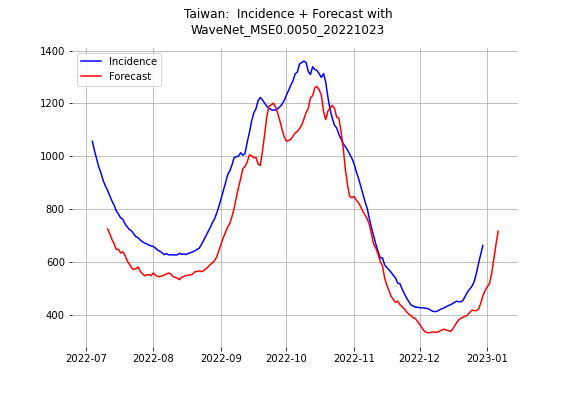 Taiwan:  Incidence + Forecast with
WaveNet_MSE0.0050_20221023
Incidence
Forecast
1400
1200
1000
800
600
400
2022-07 2022-08 2022-09 2022-10 2022-11 2022-12 2023-01